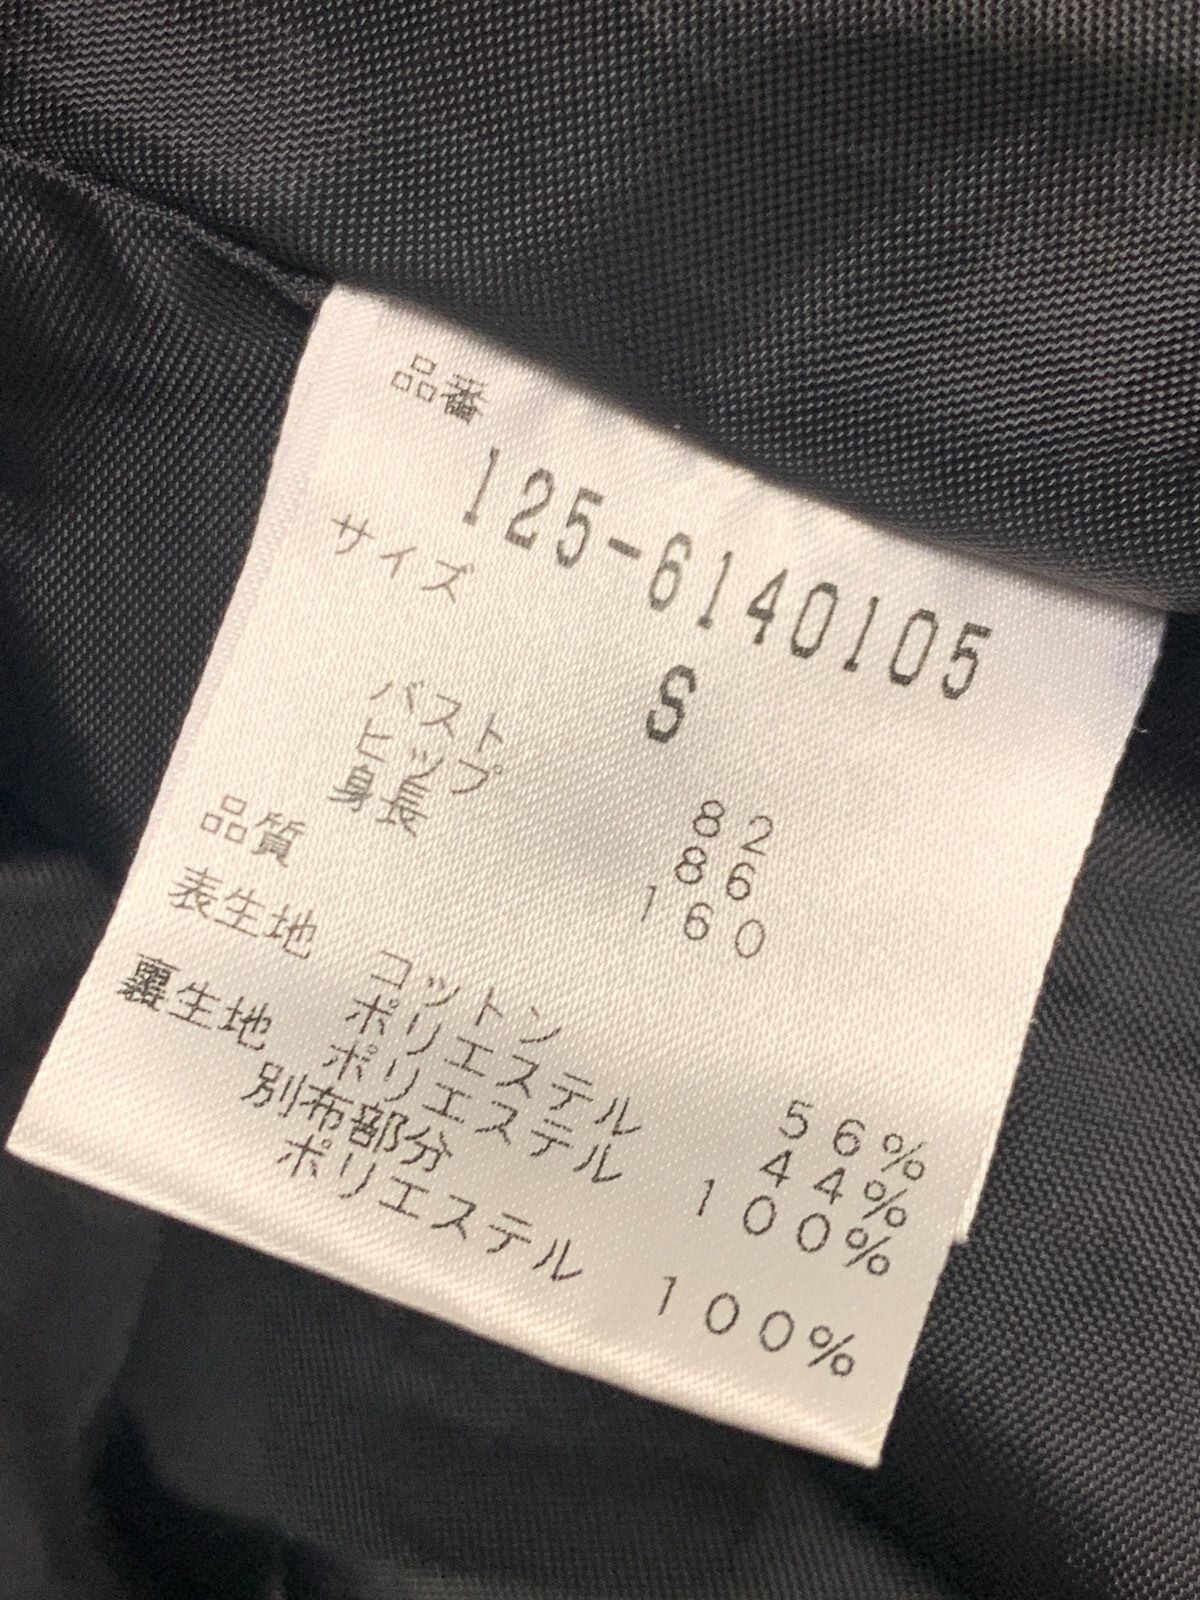 品番
125-6140105
サイズ S
バスト 82
ヒップ 86
身長 160
品質
表生地 コットン 56%
ポリエステル 44%
裏生地 ポリエステル 100%
別布部分
ポリエステル 100%